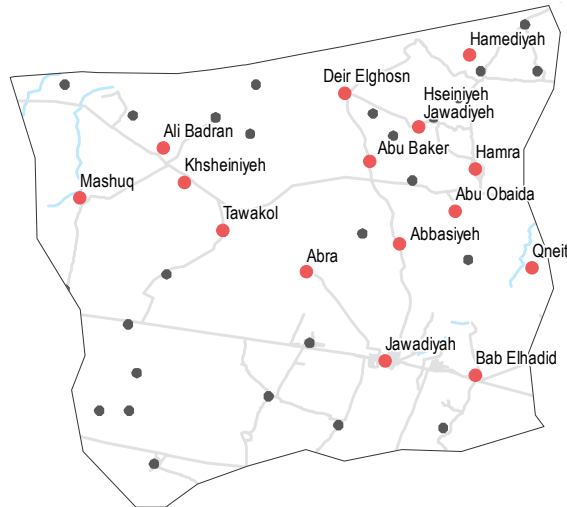 Hamediyah
Deir Elghosn
Hseiniyeh
Jawadiyeh
Ali Badran
Abu Baker
Hamra
Khsheiniyeh
Mashuq
Abu Obaida
Tawakol
Abbasiyeh
Qneit
Abra
Jawadiyah
Bab Elhadid